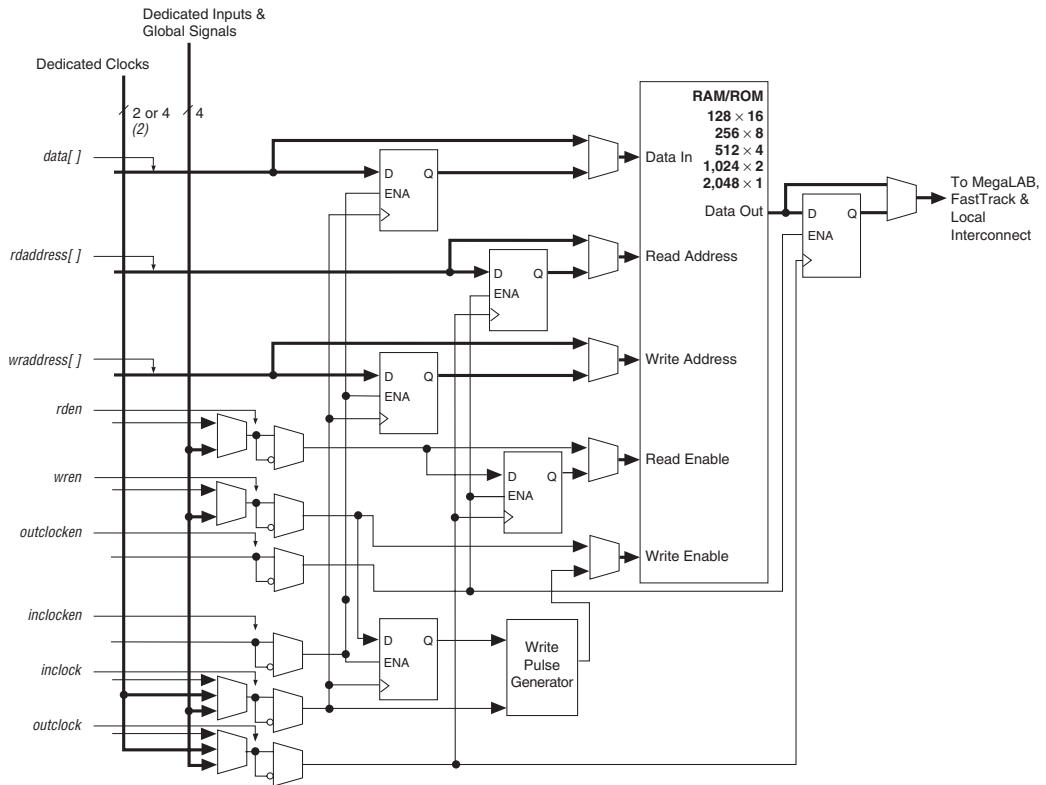 Dedicated Inputs &
Global Signals
Dedicated Clocks
2 or 4
(2)
4
data[ ]
rdaddress[ ]
wraddress[ ]
rden
wren
outclocken
inclocken
inclock
outclock
D
Q
ENA
D
Q
ENA
D
Q
ENA
D
Q
ENA
D
Q
ENA
Write
Pulse
Generator
RAM/ROM
128 × 16
256 × 8
512 × 4
1,024 × 2
2,048 × 1
Data In
Data Out
Read Address
Write Address
Read Enable
Write Enable
D
Q
ENA
To MegaLAB,
FastTrack &
Local
Interconnect